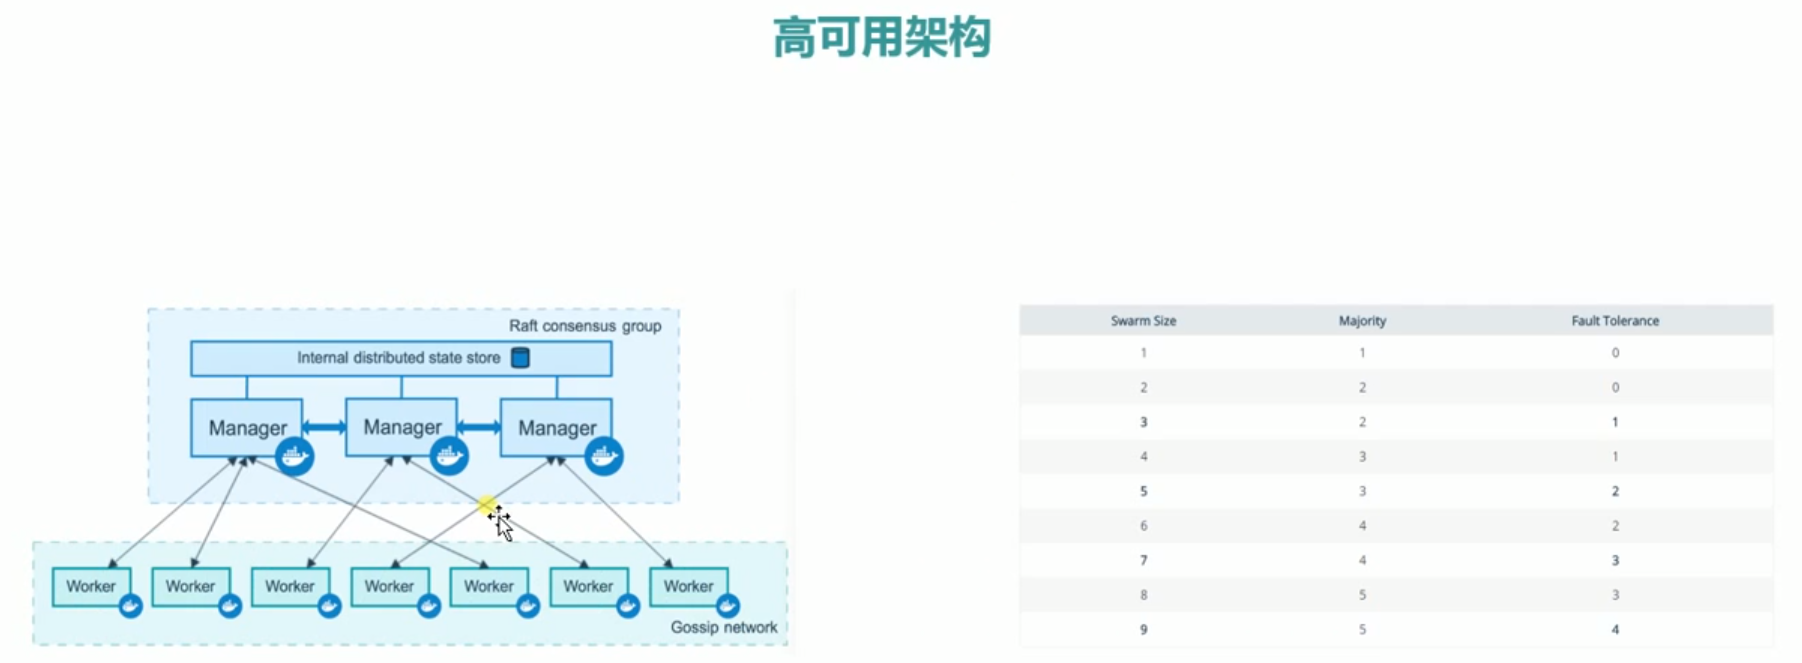 高可用架构
Raft consensus group
Internal distributed state store
Manager Manager Manager
Worker Worker Worker Worker Worker Worker Worker
Gossip network
Swarm Size Majority Fault Tolerance
1 1 0
2 2 0
3 2 1
4 3 1
5 3 2
6 4 2
7 4 3
8 5 3
9 5 4